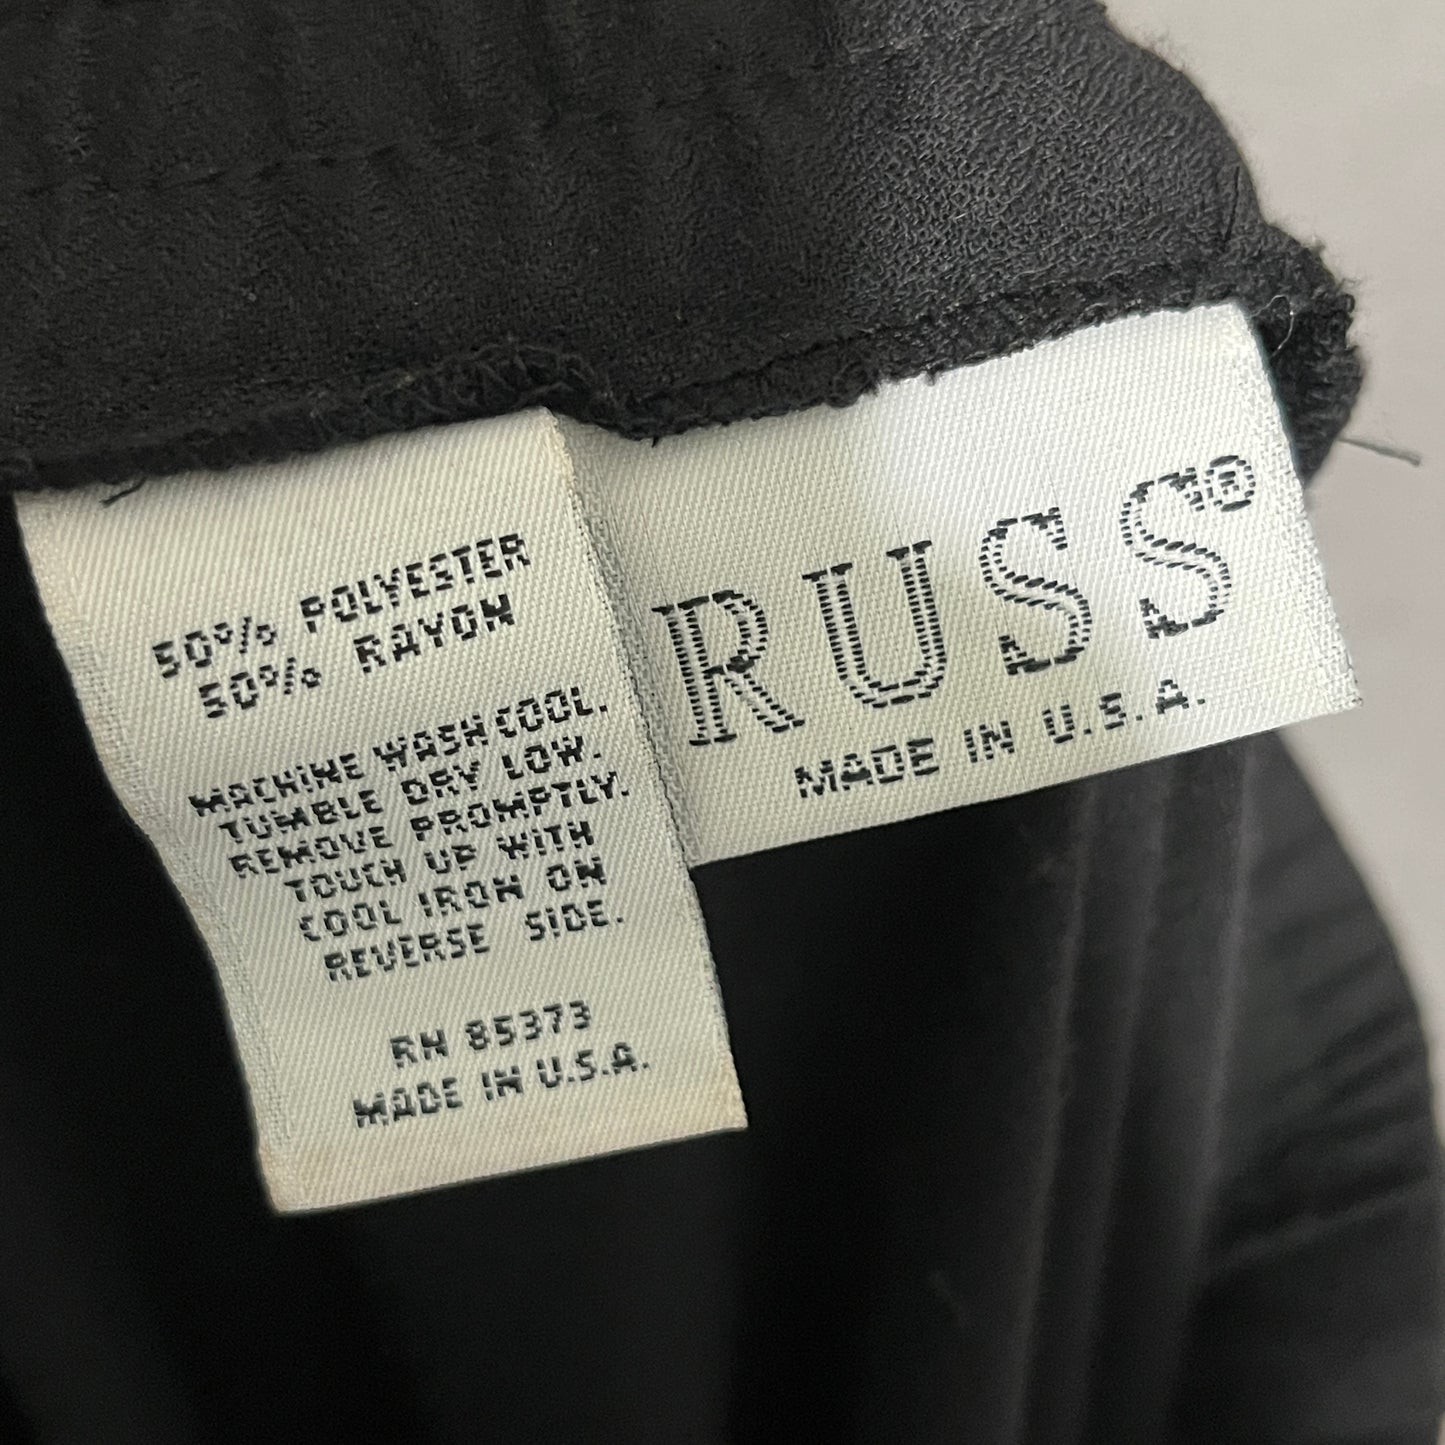 50% POLYESTER
50% RAYON
MACHINE WASH COOL.
TUMBLE DRY LOW.
REMOVE PROMPTLY.
TOUCH UP WITH
COOL IRON ON
REVERSE SIDE.
RN 85373
MADE IN U.S.A.
RUSS®
MADE IN U.S.A.